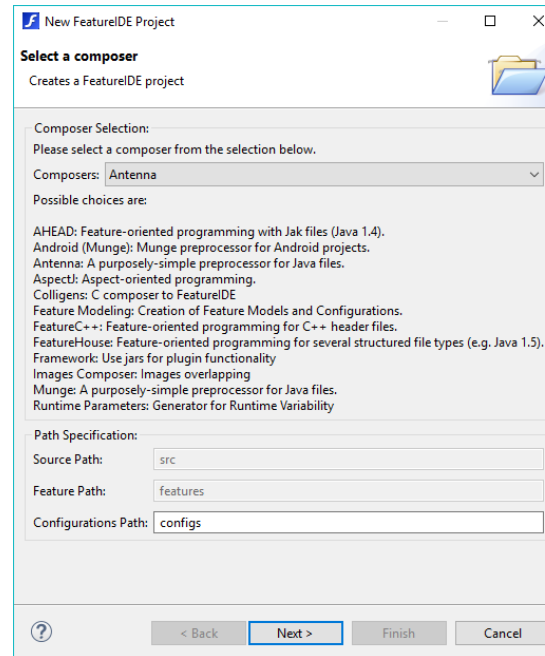 New FeatureIDE Project
Select a composer
Creates a FeatureIDE project
Composer Selection:
Please select a composer from the selection below.
Composers: Antenna
Possible choices are:
AHEAD: Feature-oriented programming with Jak files (Java 1.4).
Android (Munge): Munge preprocessor for Android projects.
Antenna: A purposely-simple preprocessor for Java files.
AspectJ: Aspect-oriented programming.
Colligens: C composer to FeatureIDE
Feature Modeling: Creation of Feature Models and Configurations.
FeatureC++: Feature-oriented programming for C++ header files.
FeatureHouse: Feature-oriented programming for several structured file types (e.g. Java 1.5).
Framework: Use jars for plugin functionality
Images Composer: Images overlapping
Munge: A purposely-simple preprocessor for Java files.
Runtime Parameters: Generator for Runtime Variability
Path Specification:
Source Path: src
Feature Path: features
Configurations Path: configs
? < Back Next > Finish Cancel